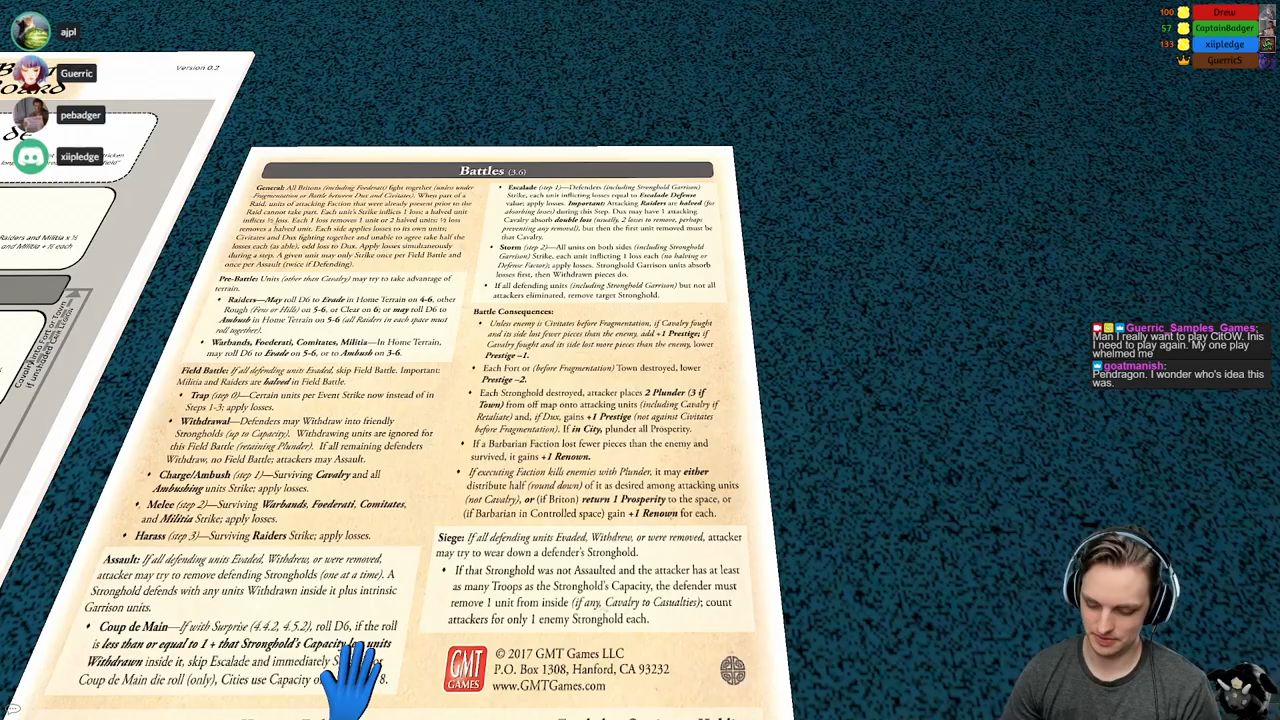 ajpl
Guerric
pebadger
xiipledge
100 Drew
57 CaptainBadger
133 xiipledge
GuerricS
Version 0.2
Raiders and Militia x ½
and Militia + ½ each
Battles (3.6)
General: All Britons (including Foederati) fight together (unless under
Fragmentation or Battle between Dux and Civitates). When part of a
Raid, units of attacking Faction that were already present prior to the
Raid cannot take part. Each unit's Strike inflicts 1 loss; a halved unit
inflicts ½ loss. Each 1 loss removes 1 unit or 2 halved units; ½ loss
removes a halved unit. Each side applies losses to its own units;
Civitates and Dux fighting together and unable to agree take half the
losses each (as able), odd loss to Dux. Apply losses simultaneously
during a step. A given unit may only Strike once per Field Battle and
once per Assault (twice if Defending).
Pre-Battle: Units (other than Cavalry) may try to take advantage of
terrain.
• Raiders—May roll D6 to Evade in Home Terrain on 4-6, other
Rough (Fens or Hills) on 5-6, or Clear on 6; or may roll D6 to
Ambush in Home Terrain on 5-6 (all Raiders in each space must
roll together).
• Warbands, Foederati, Comitates, Militia—In Home Terrain,
may roll D6 to Evade on 5-6, or to Ambush on 3-6.
Field Battle: If all defending units Evaded, skip Field Battle. Important:
Militia and Raiders are halved in Field Battle.
• Trap (step 0)—Certain units per Event Strike now instead of in
Steps 1-3; apply losses.
• Withdrawal—Defenders may Withdraw into friendly
Strongholds (up to Capacity). Withdrawing units are ignored for
this Field Battle (retaining Plunder). If all remaining defenders
Withdraw, no Field Battle; attackers may Assault.
• Charge/Ambush (step 1)—Surviving Cavalry and all
Ambushing units Strike; apply losses.
• Melee (step 2)—Surviving Warbands, Foederati, Comitates,
and Militia Strike; apply losses.
• Harass (step 3)—Surviving Raiders Strike; apply losses.
Assault: If all defending units Evaded, Withdrew, or were removed,
attacker may try to remove defending Strongholds (one at a time). A
Stronghold defends with any units Withdrawn inside it plus intrinsic
Garrison units.
• Coup de Main—If with Surprise (4.4.2, 4.5.2), roll D6, if the roll
is less than or equal to 1 + that Stronghold's Capacity less units
Withdrawn inside it, skip Escalade and immediately
Coup de Main die roll (only), Cities use Capacity 8.
• Escalade (step 1)—Defenders (including Stronghold Garrison)
Strike, each unit inflicting losses equal to Escalade Defense
value; apply losses. Important: Attacking Raiders are halved (for
absorbing losses) during this Step. Dux may have 1 attacking
Cavalry absorb double loss (usually, 2 losses to remove, perhaps
preventing any removal), but then the first unit removed must be
that Cavalry.
• Storm (step 2)—All units on both sides (including Stronghold
Garrison) Strike, each unit inflicting 1 loss each (no halving or
Defense Factor); apply losses. Stronghold Garrison units absorb
losses first, then Withdrawn pieces do.
• If all defending units (including Stronghold Garrison) but not all
attackers eliminated, remove target Stronghold.
Battle Consequences:
• Unless enemy is Civitates before Fragmentation, if Cavalry fought
and its side lost fewer pieces than the enemy, add +1 Prestige; if
Cavalry fought and its side lost more pieces than the enemy, lower
Prestige –1.
• Each Fort or (before Fragmentation) Town destroyed, lower
Prestige –2.
• Each Stronghold destroyed, attacker places 2 Plunder (3 if
Town) from off map onto attacking units (including Cavalry if
Retaliate) and, if Dux, gains +1 Prestige (not against Civitates
before Fragmentation). If in City, plunder all Prosperity.
• If a Barbarian Faction lost fewer pieces than the enemy and
survived, it gains +1 Renown.
• If executing Faction kills enemies with Plunder, it may either
distribute half (round down) of it as desired among attacking units
(not Cavalry), or (if Briton) return 1 Prosperity to the space, or
(if Barbarian in Controlled space) gain +1 Renown for each.
Siege: If all defending units Evaded, Withdrew, or were removed, attacker
may try to wear down a defender's Stronghold.
• If that Stronghold was not Assaulted and the attacker has at least
as many Troops as the Stronghold's Capacity, the defender must
remove 1 unit from inside (if any, Cavalry to Casualties); count
attackers for only 1 enemy Stronghold each.
GMT
GAMES
© 2017 GMT Games LLC
P.O. Box 1308, Hanford, CA 93232
www.GMTGames.com
Guerric_Samples_Games:
Man I really want to play CitOW. Inis
I need to play again. My one play
whelmed me
goatmanish:
Pendragon. I wonder who's idea this
was.